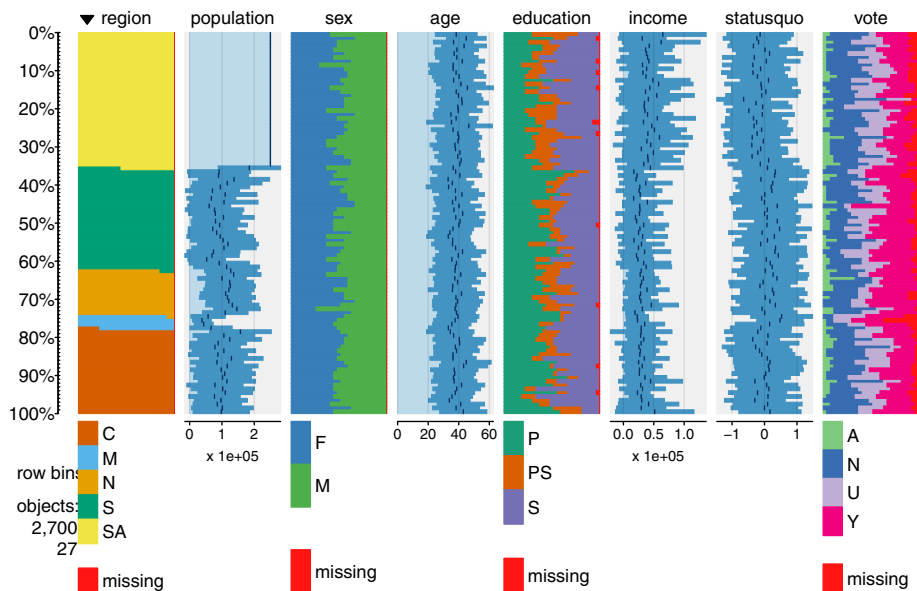 region population sex age education income statusquo vote
0%
10%
20%
30%
40%
50%
60%
70%
80%
90%
100%
0 1 2 0 20 40 60 0.0 0.5 1.0 −1 0 1
x 1e+05 x 1e+05
C
M
N
S
SA
missing
row bins
objects:
2,700
27
F
M
missing
P
PS
S
missing
A
N
U
Y
missing